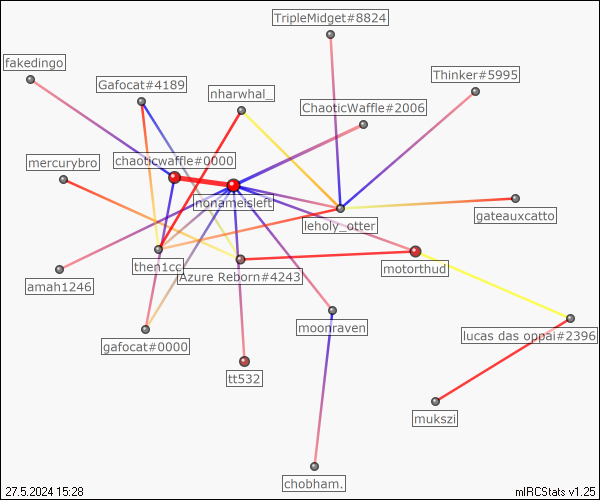 TripleMidget#8824
fakedingo
Thinker#5995
Gafocat#4189
nharwhal_
ChaoticWaffle#2006
mercurybro
chaoticwaffle#0000
nonameisleft
leholy_otter
gateauxcatto
then1cc
Azure Reborn#4243
motorthud
amah1246
moonraven
lucas das oppai#2396
gafocat#0000
tt532
mukszi
chobham.
27.5.2024 15:28
mIRCStats v1.25